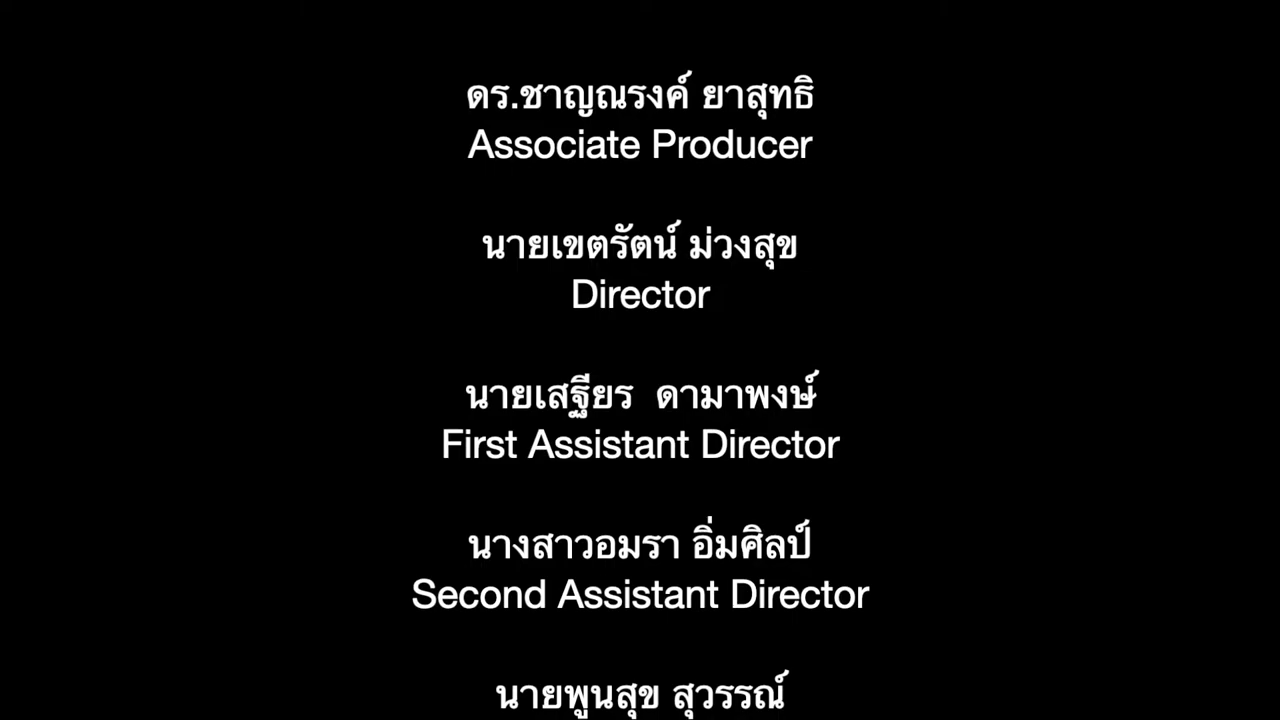 ดร.ชาญณรงค์ ยาสุทธิ
Associate Producer
นายเขตรัตน์ ม่วงสุข
Director
นายเสฐียร  ดามาพงษ์
First Assistant Director
นางสาวอมรา อิ่มศิลป์
Second Assistant Director
นายพูนสุข สุวรรณ์